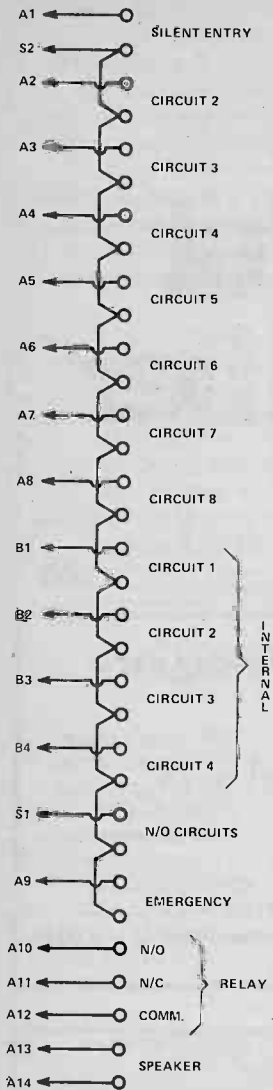 A1
SILENT ENTRY
S2
A2
CIRCUIT 2
A3
CIRCUIT 3
A4
CIRCUIT 4
A5
CIRCUIT 5
A6
CIRCUIT 6
A7
CIRCUIT 7
A8
CIRCUIT 8
B1
CIRCUIT 1
B2
CIRCUIT 2
INTERNAL
B3
CIRCUIT 3
B4
CIRCUIT 4
S1
N/O CIRCUITS
A9
EMERGENCY
A10 N/O
A11 N/C RELAY
A12 COMM.
A13
SPEAKER
A14